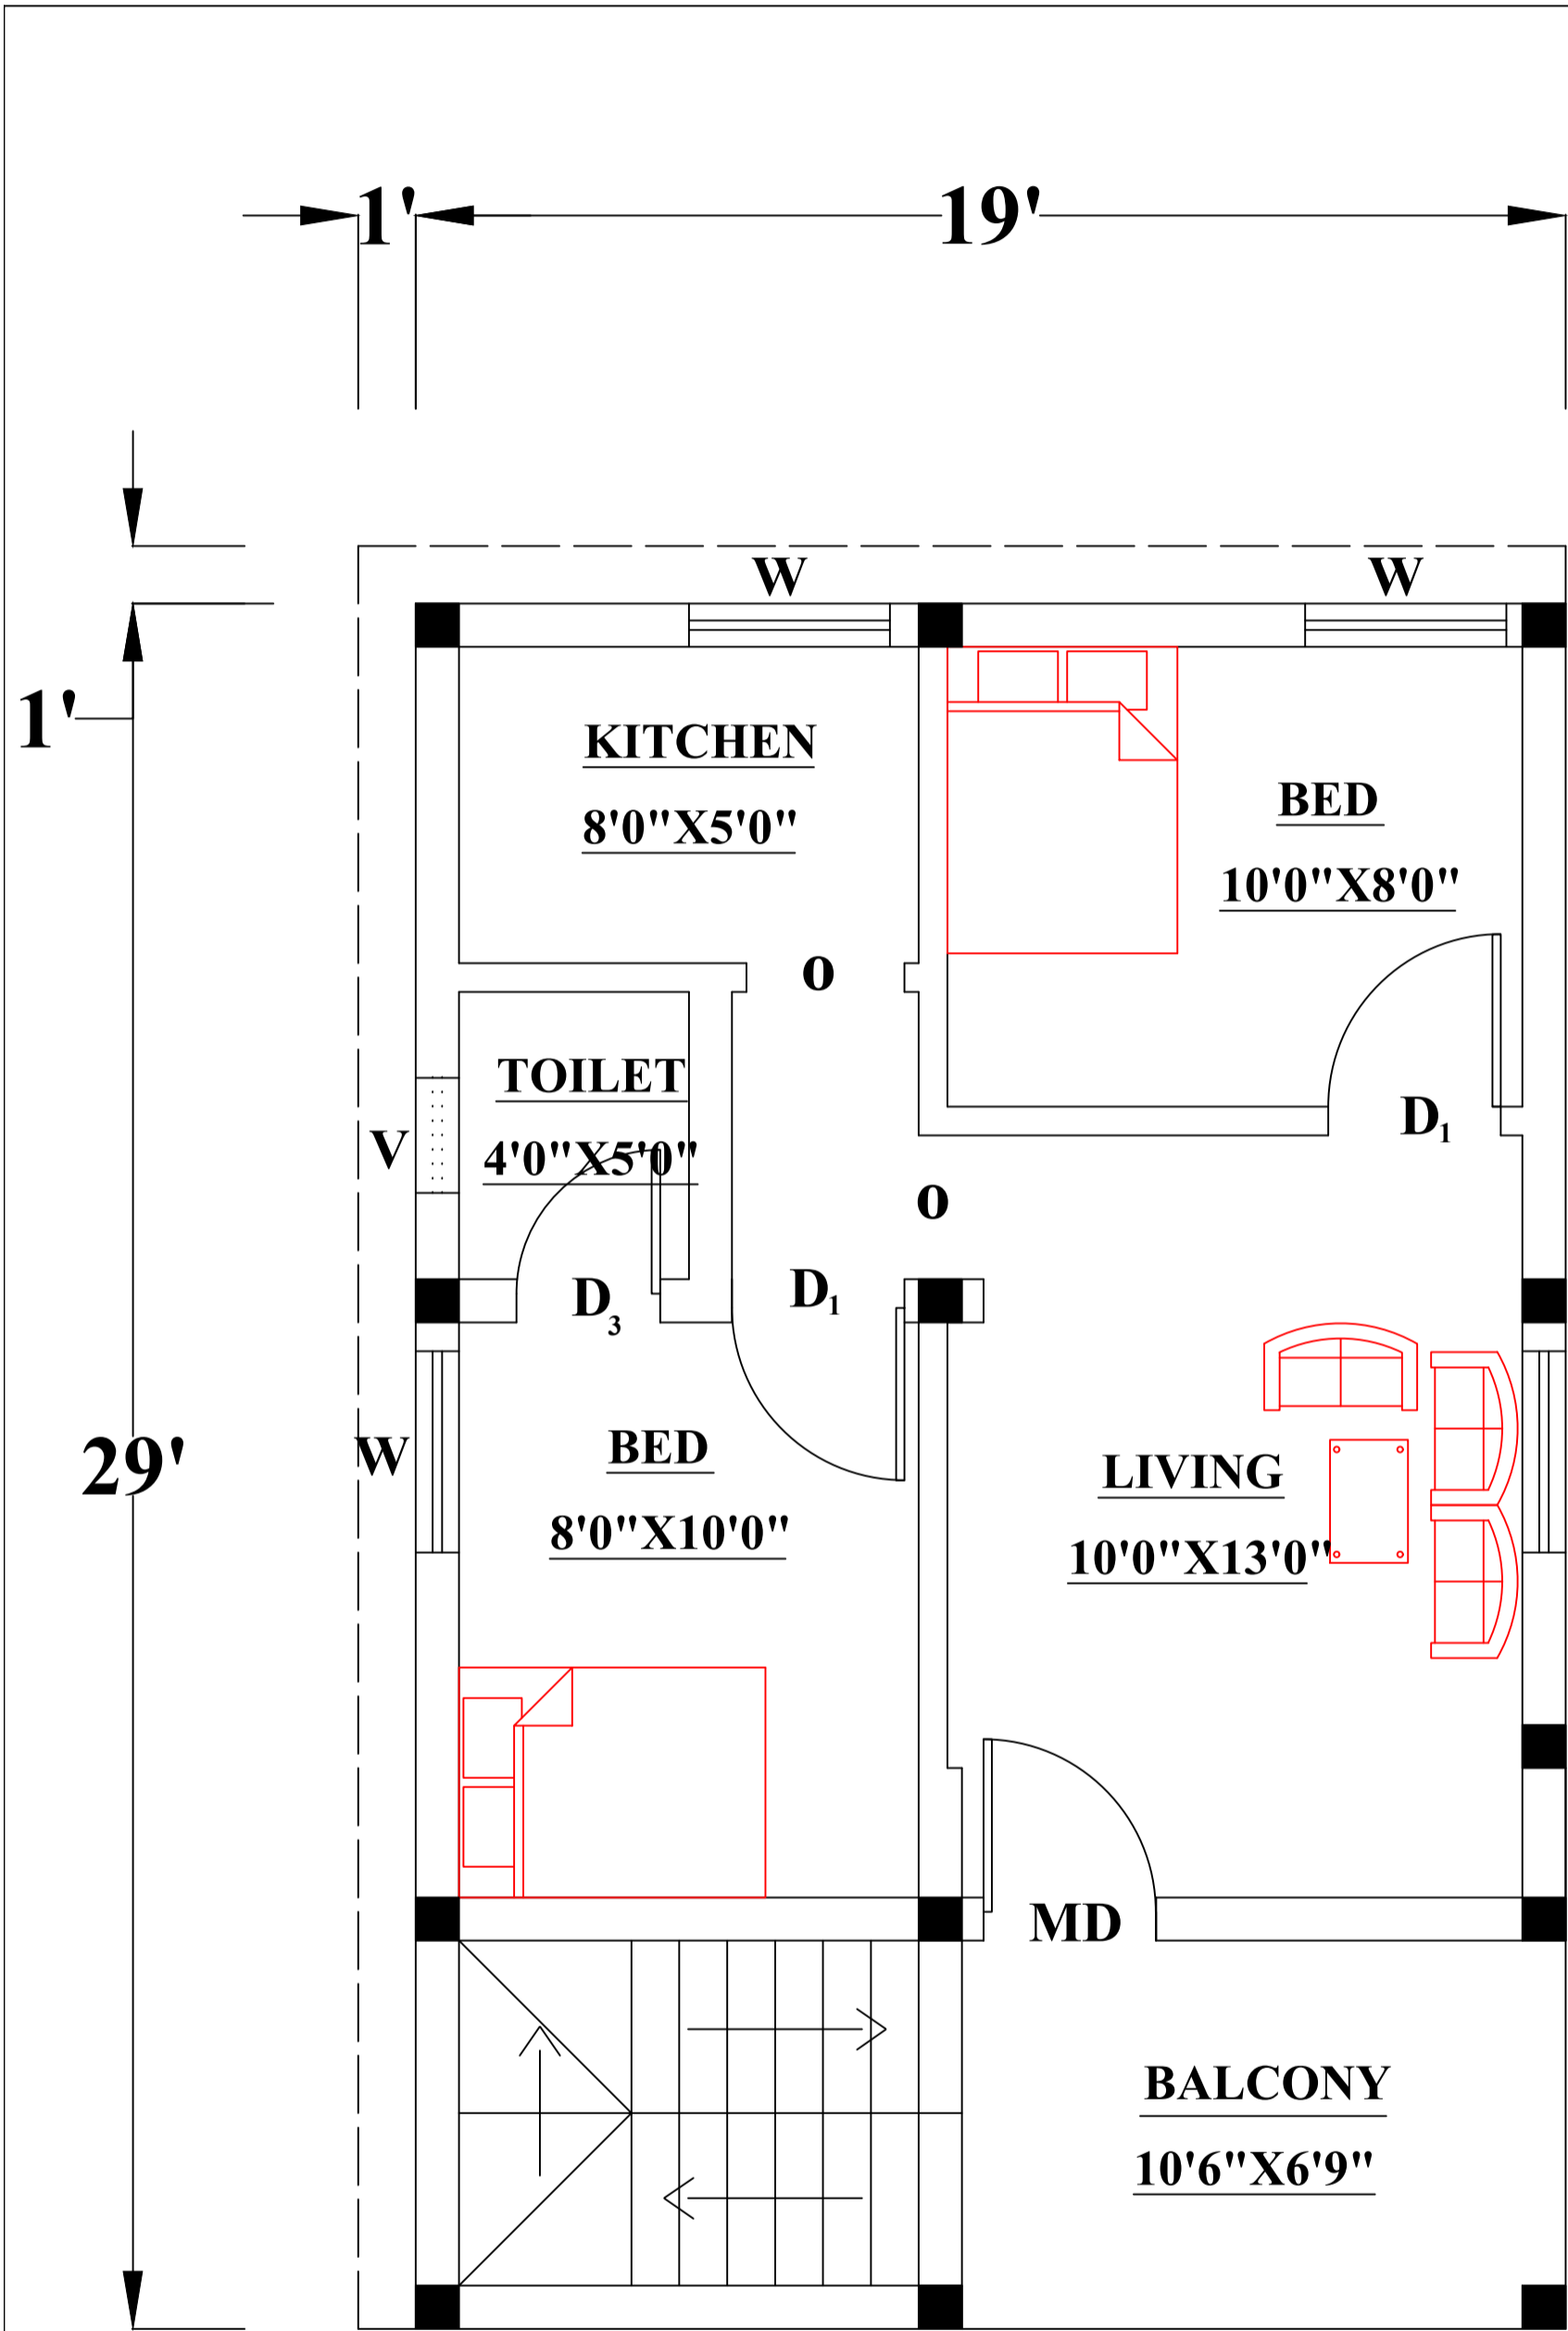 1'
19'
W
W
1'
KITCHEN
8'0"X5'0"
BED
10'0"X8'0"
O
TOILET
4'0"X5'0"
V
D1
O
D3
D1
29'
W
BED
8'0"X10'0"
LIVING
10'0"X13'0"
MD
BALCONY
10'6"X6'9"